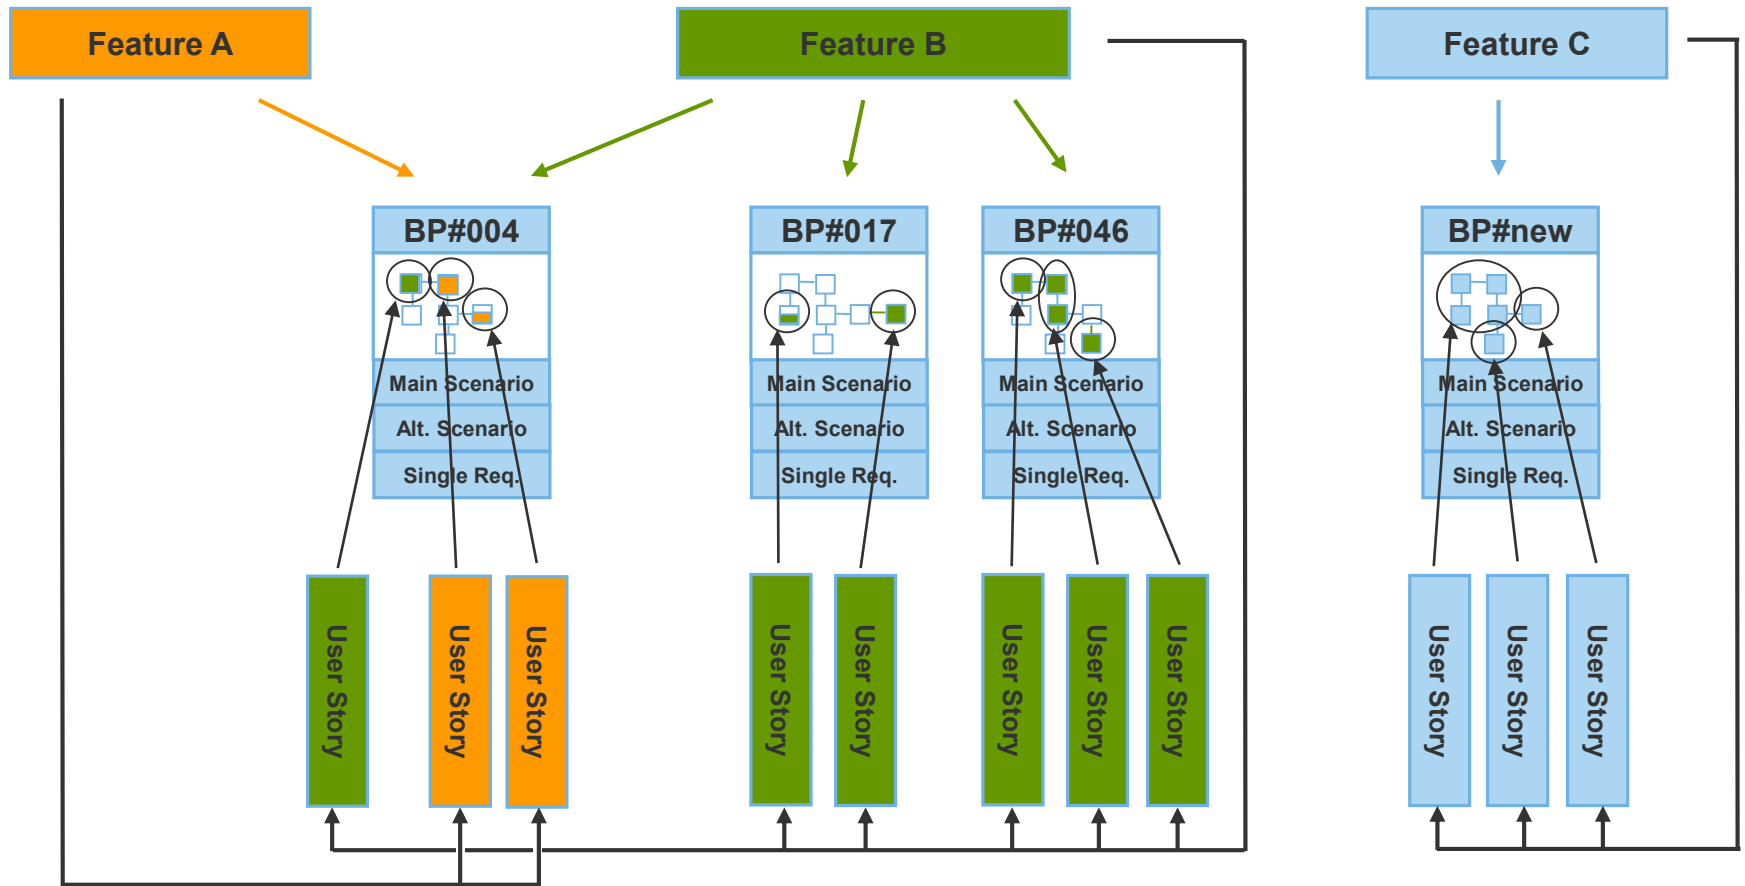 Feature A
Feature B
Feature C
BP#004
BP#017
BP#046
BP#new
Main Scenario
Main Scenario
Main Scenario
Main Scenario
Alt. Scenario
Alt. Scenario
Alt. Scenario
Alt. Scenario
Single Req.
Single Req.
Single Req.
Single Req.
User Story
User Story
User Story
User Story
User Story
User Story
User Story
User Story
User Story
User Story
User Story